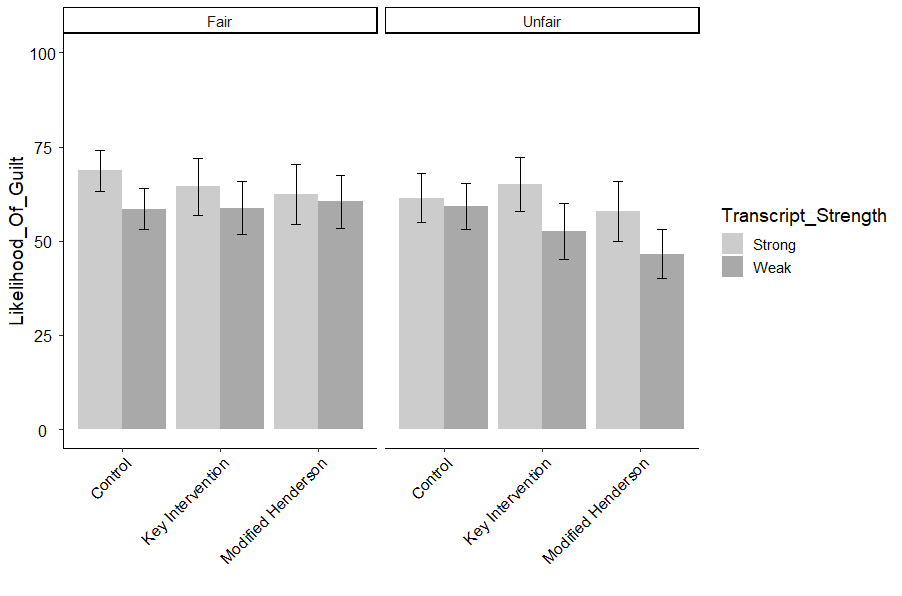 Fair
Unfair
Likelihood_Of_Guilt
100
75
50
25
0
Control
Key Intervention
Modified Henderson
Control
Key Intervention
Modified Henderson
Transcript_Strength
Strong
Weak